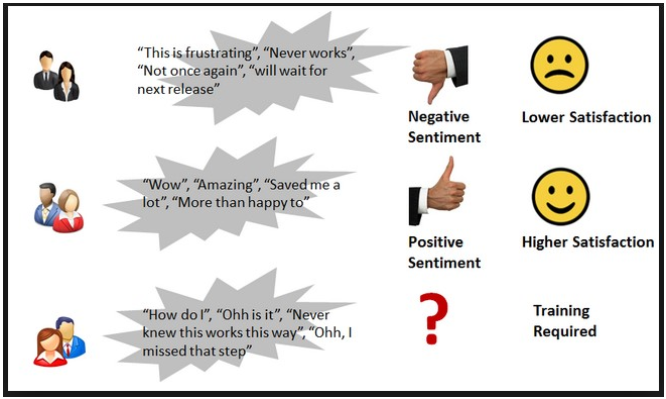 “This is frustrating”, “Never works”,
“Not once again”, “will wait for
next release”
Negative
Sentiment
Lower Satisfaction
“Wow”, “Amazing”, “Saved me a
lot”, “More than happy to”
Positive
Sentiment
Higher Satisfaction
“How do I”, “Ohh is it”, “Never
knew this works this way”, “Ohh, I
missed that step”
?
Training
Required